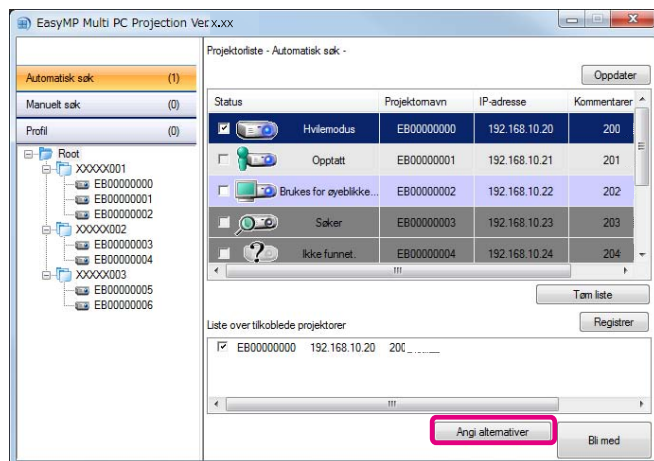 EasyMP Multi PC Projection Ver.x.xx
Projektorliste - Automatisk søk -
Automatisk søk (1)
Oppdater
Manuelt søk (0)
Status Projektornavn IP-adresse Kommentarer
Profil (0)
Hvilemodus EB00000000 192.168.10.20 200
Root
XXXXX001
Opptatt EB00000001 192.168.10.21 201
EB00000000
EB00000001
Brukes for øyeblikke... EB00000002 192.168.10.22 202
EB00000002
XXXXX002
Søker EB00000003 192.168.10.23 203
EB00000003
EB00000004
Ikke funnet. EB00000004 192.168.10.24 204
XXXXX003
EB00000005
EB00000006
Tøm liste
Liste over tilkoblede projektorer
Registrer
EB00000000 192.168.10.20 200
Angi alternativer
Bli med